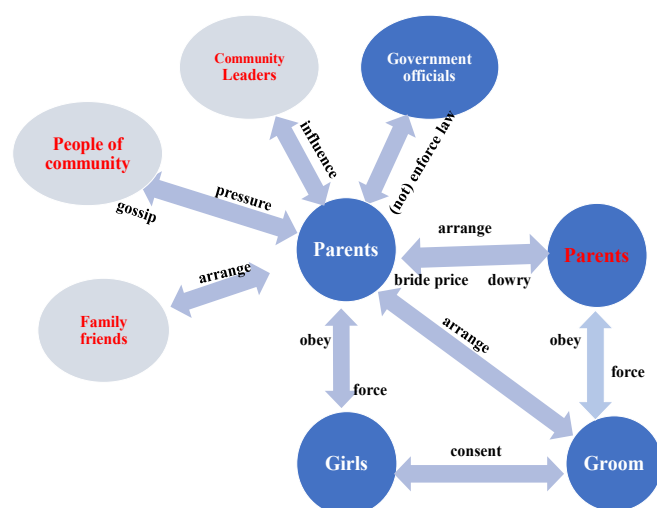 Community
Leaders
Government
officials
People of
community
influence
(not) enforce law
pressure
gossip
Parents
arrange
bride price
dowry
Parents
arrange
Family
friends
obey
force
arrange
obey
force
Girls
consent
Groom